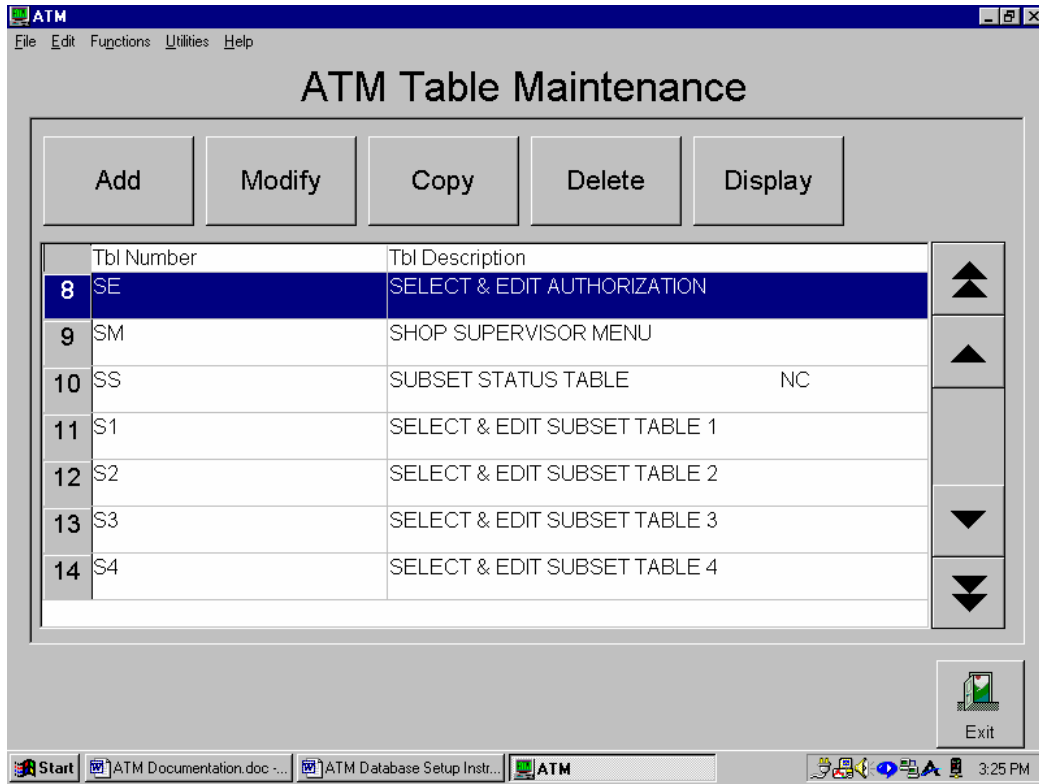 ATM
File Edit Functions Utilities Help
ATM Table Maintenance
Add Modify Copy Delete Display
Tbl Number Tbl Description
8 SE SELECT & EDIT AUTHORIZATION
9 SM SHOP SUPERVISOR MENU
10 SS SUBSET STATUS TABLE NC
11 S1 SELECT & EDIT SUBSET TABLE 1
12 S2 SELECT & EDIT SUBSET TABLE 2
13 S3 SELECT & EDIT SUBSET TABLE 3
14 S4 SELECT & EDIT SUBSET TABLE 4
Exit
Start ATM Documentation.doc -... ATM Database Setup Instr... ATM 3:25 PM